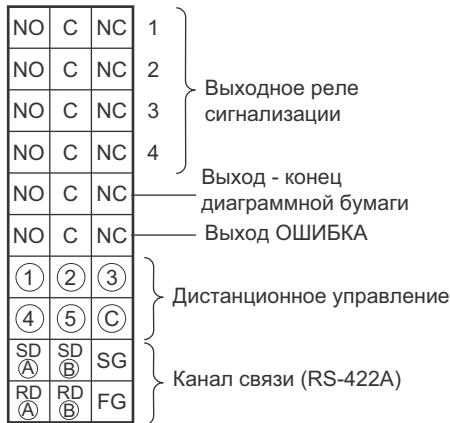 NO C NC 1
NO C NC 2
NO C NC 3
NO C NC 4
Выходное реле
сигнализации
NO C NC
Выход - конец
диаграммной бумаги
NO C NC
Выход ОШИБКА
① ② ③
④ ⑤ Ⓒ
Дистанционное управление
SD Ⓐ SD Ⓑ SG
RD Ⓐ RD Ⓑ FG
Канал связи (RS-422A)